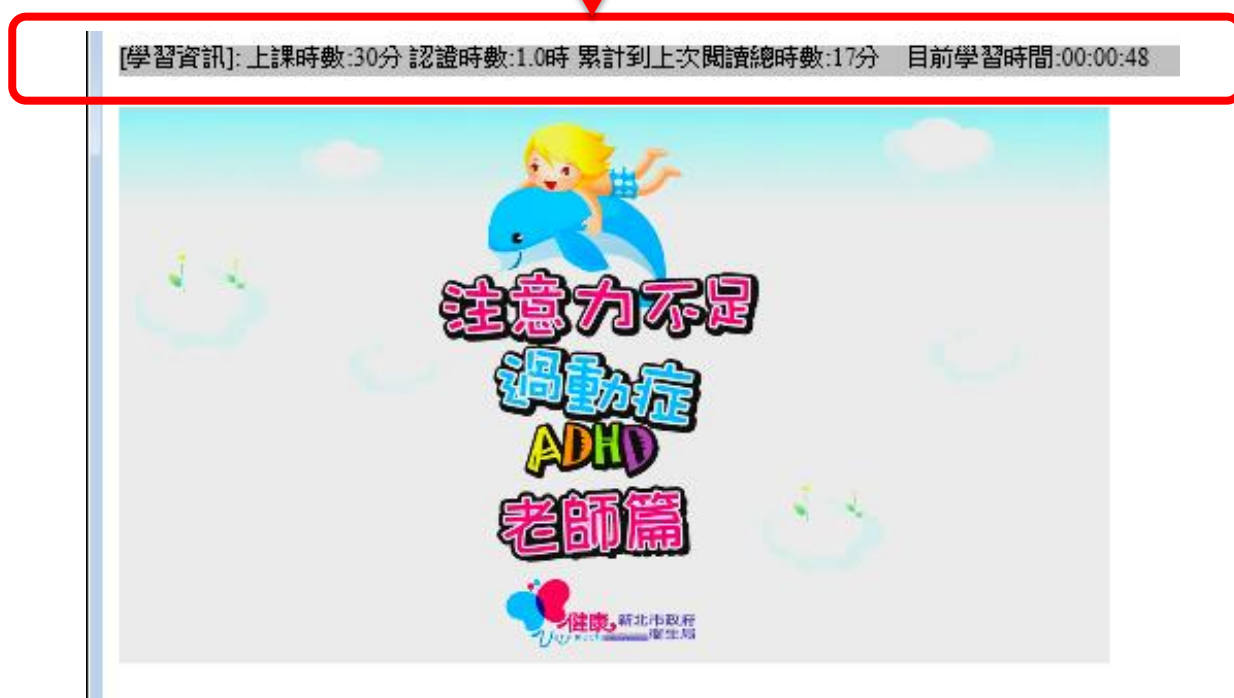 [學習資訊]: 上課時數:30分 認證時數:1.0時 累計到上次閱讀總時數:17分 目前學習時間:00:00:48
注意力不足
過動症
ADHD
老師篇
健康,
新北市政府
衛生局